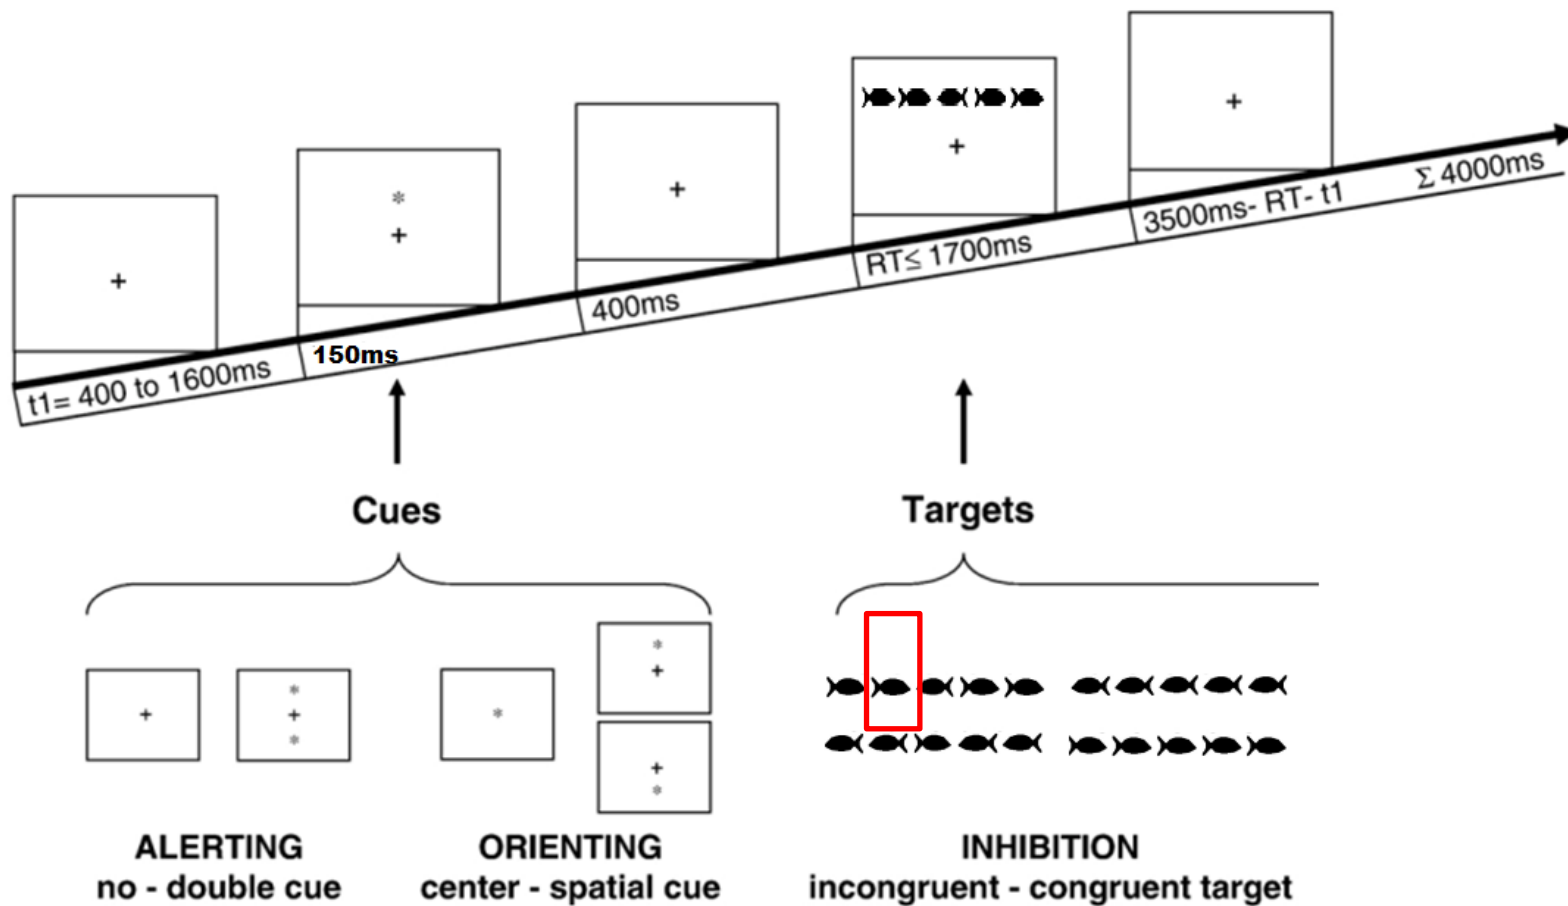 t1= 400 to 1600ms
150ms
400ms
RT≤ 1700ms
3500ms- RT- t1
Σ 4000ms
Cues
Targets
ALERTING
no - double cue
ORIENTING
center - spatial cue
INHIBITION
incongruent - congruent target